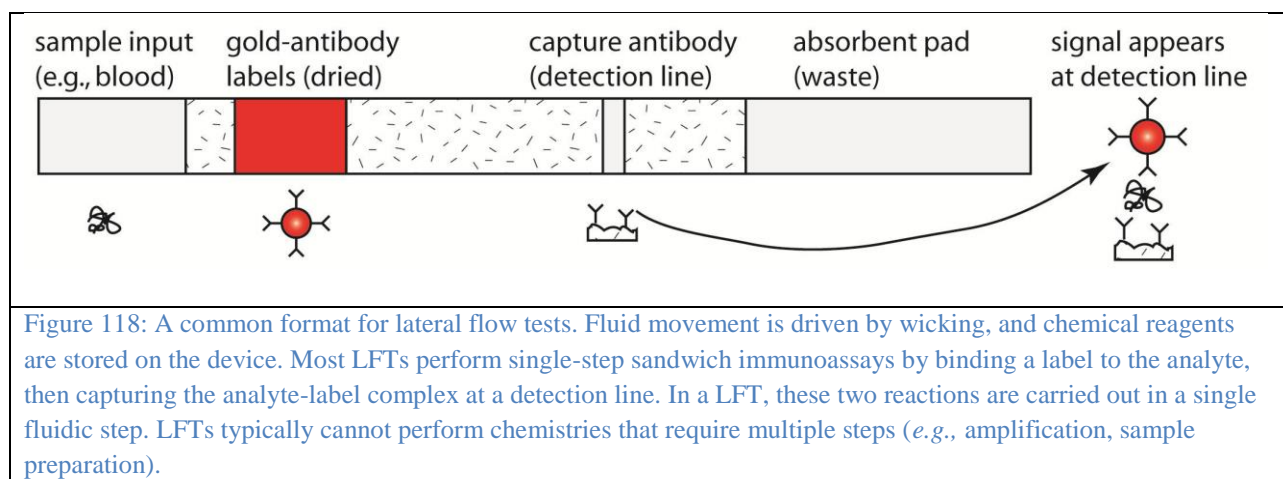 sample input
(e.g., blood)
gold-antibody
labels (dried)
capture antibody
(detection line)
absorbent pad
(waste)
signal appears
at detection line
Figure 118: A common format for lateral flow tests. Fluid movement is driven by wicking, and chemical reagents
are stored on the device. Most LFTs perform single-step sandwich immunoassays by binding a label to the analyte,
then capturing the analyte-label complex at a detection line. In a LFT, these two reactions are carried out in a single
fluidic step. LFTs typically cannot perform chemistries that require multiple steps (e.g., amplification, sample
preparation).